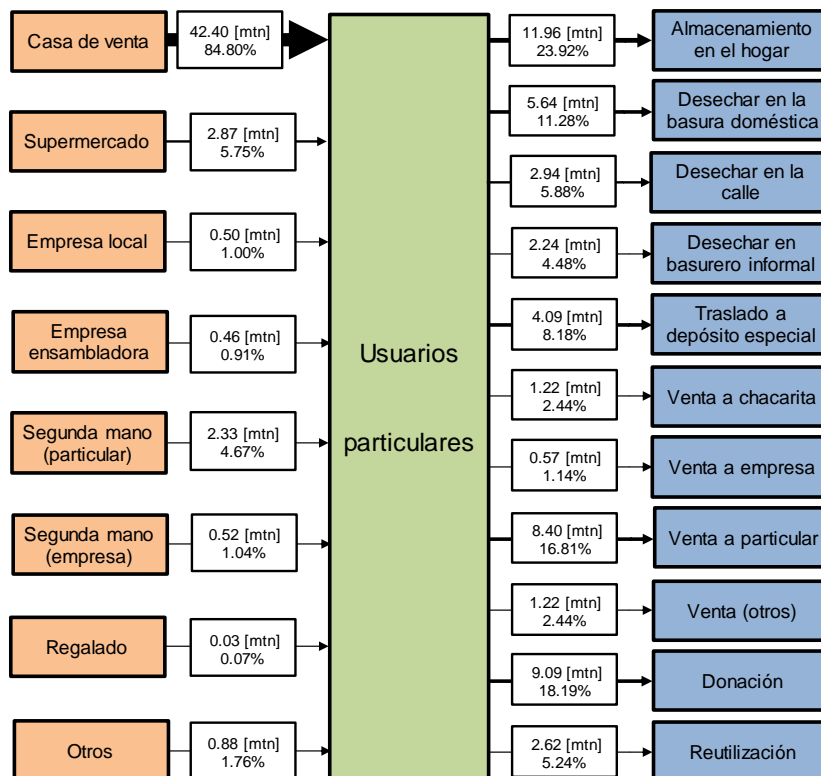 Casa de venta
42.40 [mtn]
84.80%
Supermercado
2.87 [mtn]
5.75%
Empresa local
0.50 [mtn]
1.00%
Empresa
ensambladora
0.46 [mtn]
0.91%
Segunda mano
(particular)
2.33 [mtn]
4.67%
Segunda mano
(empresa)
0.52 [mtn]
1.04%
Regalado
0.03 [mtn]
0.07%
Otros
0.88 [mtn]
1.76%
Usuarios
particulares
11.96 [mtn]
23.92%
Almacenamiento
en el hogar
5.64 [mtn]
11.28%
Desechar en la
basura doméstica
2.94 [mtn]
5.88%
Desechar en la
calle
2.24 [mtn]
4.48%
Desechar en
basurero informal
4.09 [mtn]
8.18%
Traslado a
depósito especial
1.22 [mtn]
2.44%
Venta a chacarita
0.57 [mtn]
1.14%
Venta a empresa
8.40 [mtn]
16.81%
Venta a particular
1.22 [mtn]
2.44%
Venta (otros)
9.09 [mtn]
18.19%
Donación
2.62 [mtn]
5.24%
Reutilización